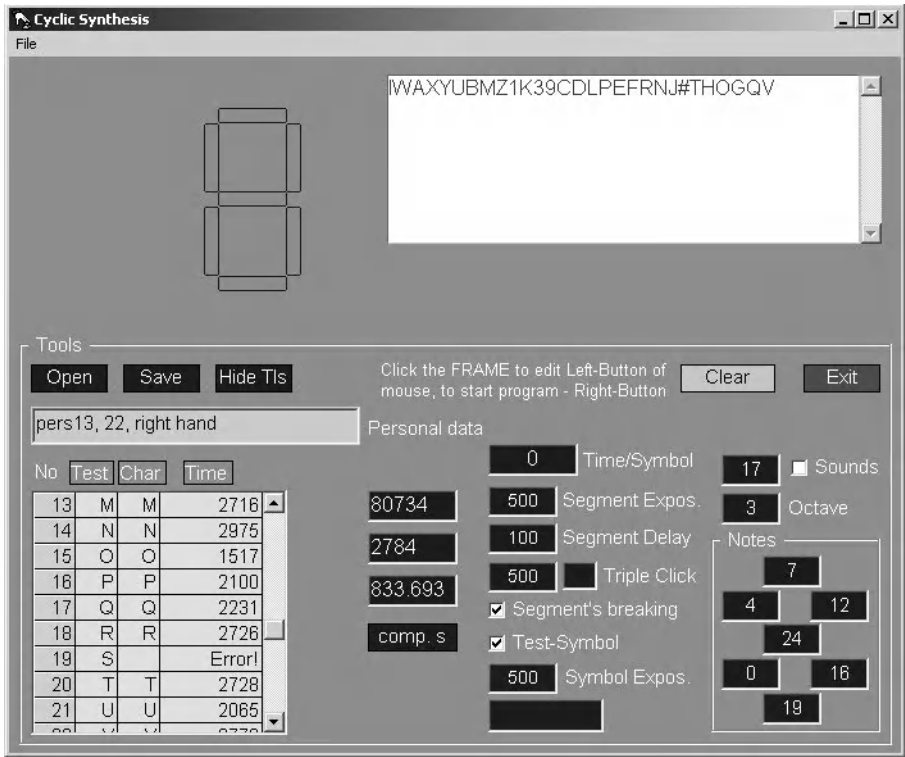 Cyclic Synthesis
File
IWAXYUBMZ1K39CDLPEFRNJ#THOGQV
Tools
Open Save Hide Tls
Click the FRAME to edit Left-Button of
mouse, to start program - Right-Button
Clear Exit
pers13, 22, right hand
Personal data
No Test Char Time
13 M M 2716
14 N N 2975
15 O O 1517
16 P P 2100
17 Q Q 2231
18 R R 2726
19 S Error!
20 T T 2728
21 U U 2065
80734
2784
833.693
comp. s
0 Time/Symbol
500 Segment Expos.
100 Segment Delay
500 Triple Click
Segment's breaking
Test-Symbol
500 Symbol Expos.
17 Sounds
3 Octave
Notes
7
4 12
24
0 16
19